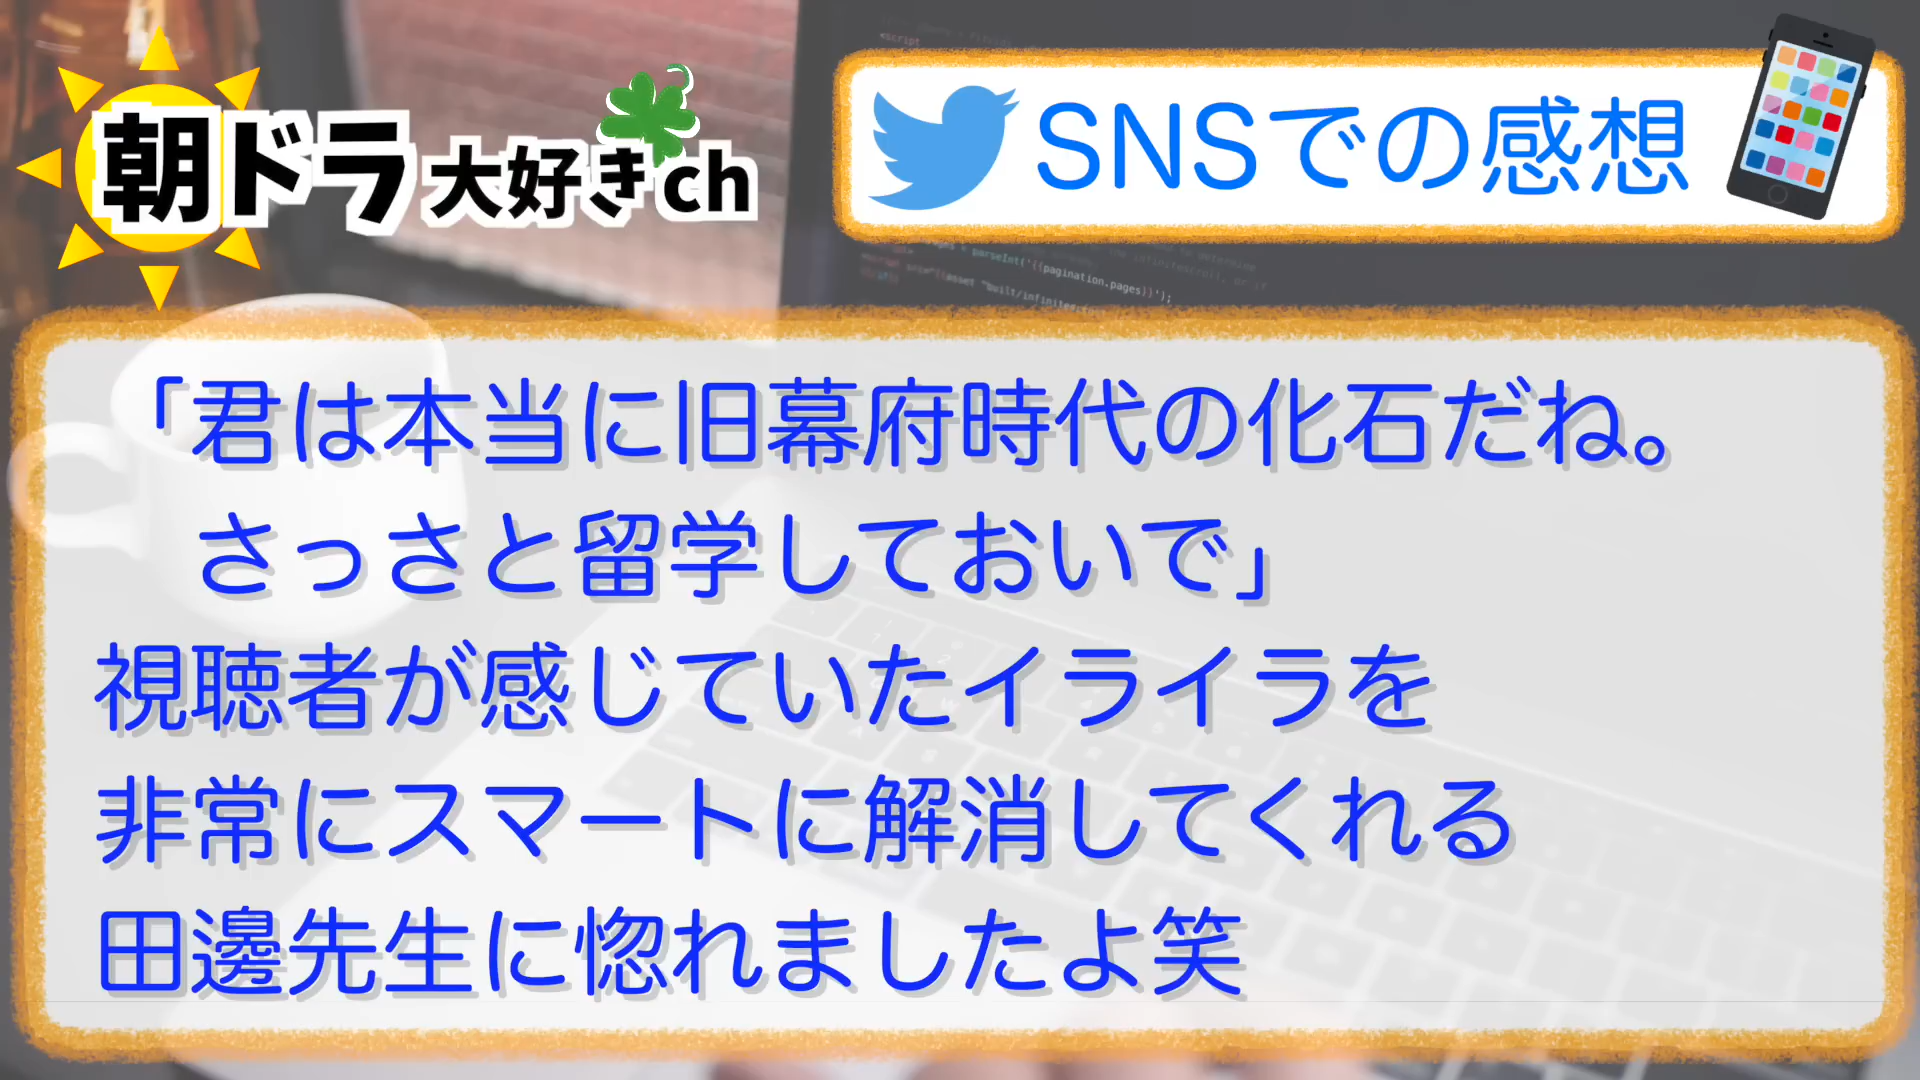 朝ドラ大好きch
SNSでの感想
「君は本当に旧幕府時代の化石だね。
さっさと留学しておいで」
視聴者が感じていたイライラを
非常にスマートに解消してくれる
田邊先生に惚れましたよ笑